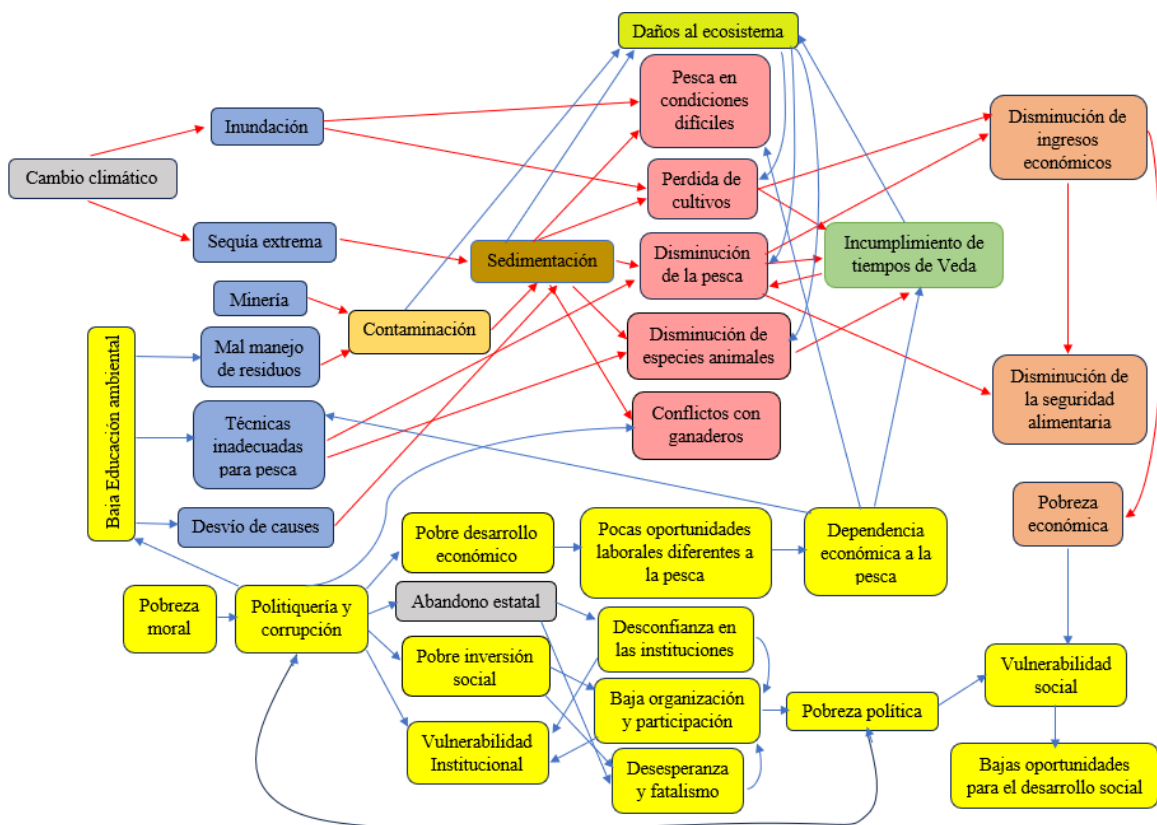 Daños al ecosistema
Pesca en
condiciones
difíciles
Inundación
Disminución de
ingresos
económicos
Cambio climático
Perdida de
cultivos
Sequía extrema
Sedimentación
Disminución
de la pesca
Incumplimiento de
tiempos de Veda
Minería
Contaminación
Mal manejo
de residuos
Disminución de
especies animales
Disminución de
la seguridad
alimentaria
Baja Educación ambiental
Técnicas
inadecuadas
para pesca
Conflictos con
ganaderos
Desvío de causes
Pobreza
económica
Pobre desarrollo
económico
Pocas oportunidades
laborales diferentes a
la pesca
Dependencia
económica a la
pesca
Pobreza
moral
Politiquería y
corrupción
Abandono estatal
Desconfianza en
las instituciones
Pobre inversión
social
Baja organización
y participación
Pobreza política
Vulnerabilidad
social
Vulnerabilidad
Institucional
Desesperanza
y fatalismo
Bajas oportunidades
para el desarrollo social